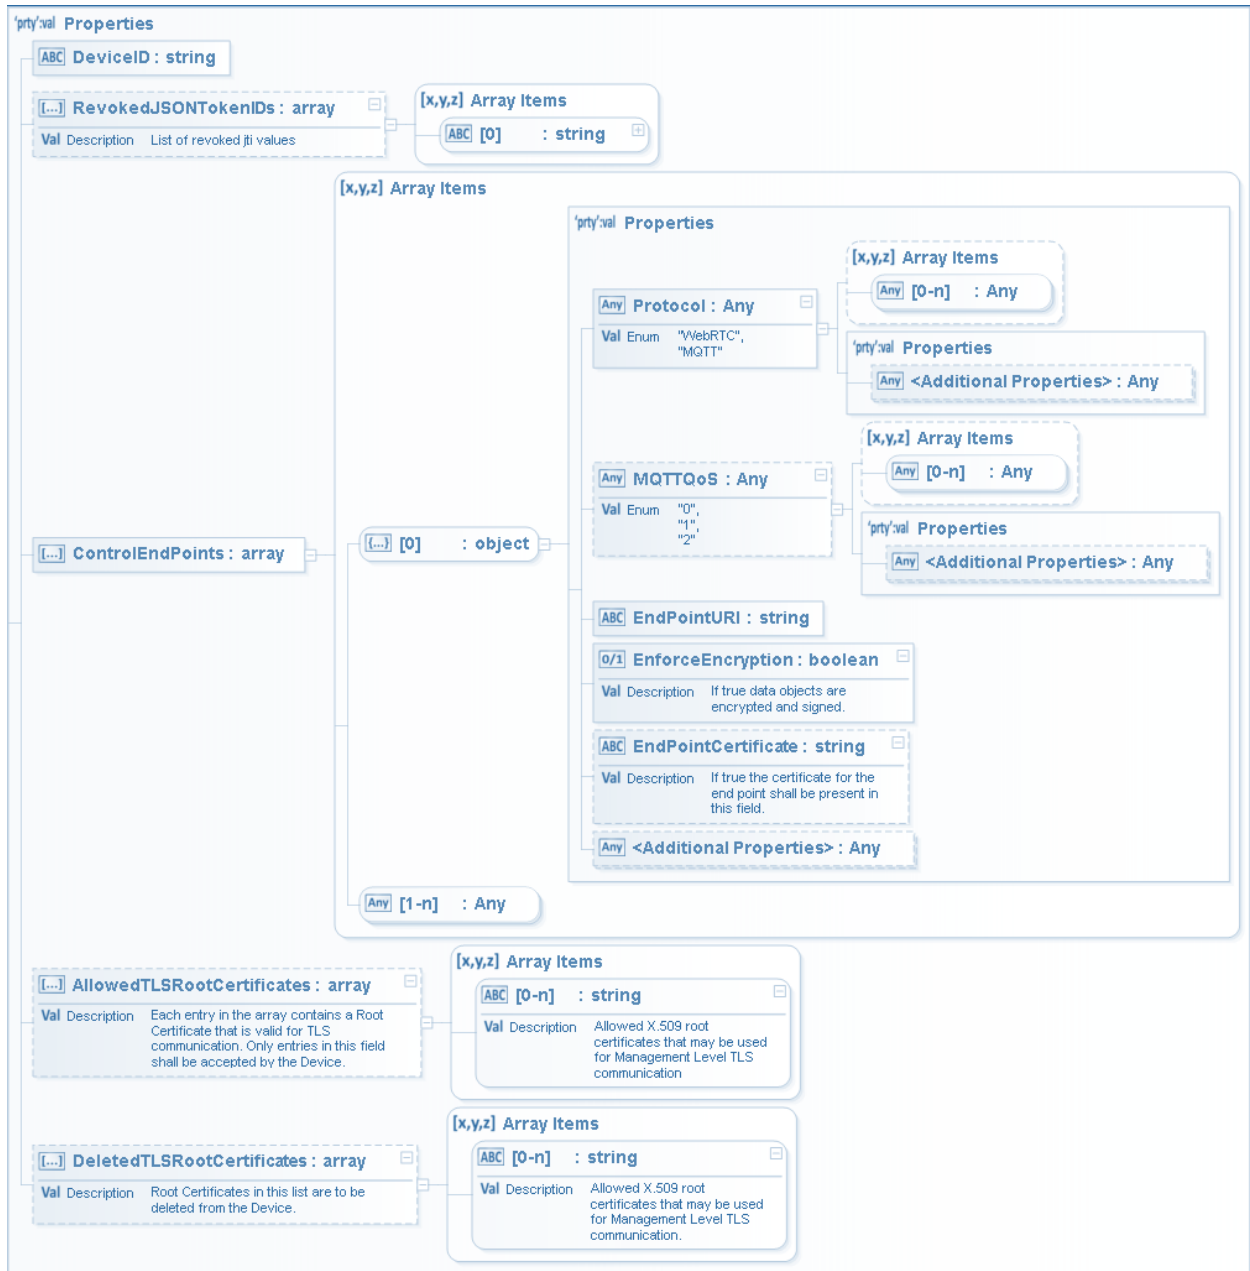 'prty':val Properties
ABC DeviceID : string
[...] RevokedJSONTokenIDs : array
Val Description List of revoked jti values
[x,y,z] Array Items
ABC [0] : string
[x,y,z] Array Items
'prty':val Properties
[x,y,z] Array Items
Any [0-n] : Any
Any Protocol : Any
Val Enum "WebRTC",
"MQTT"
'prty':val Properties
Any <Additional Properties> : Any
[x,y,z] Array Items
Any [0-n] : Any
Any MQTTQoS : Any
Val Enum "0",
"1",
"2"
'prty':val Properties
Any <Additional Properties> : Any
[...] ControlEndPoints : array
{...} [0] : object
ABC EndPointURI : string
0/1 EnforceEncryption : boolean
Val Description If true data objects are
encrypted and signed.
ABC EndPointCertificate : string
Val Description If true the certificate for the
end point shall be present in
this field.
Any <Additional Properties> : Any
Any [1-n] : Any
[...] AllowedTLSRootCertificates : array
Val Description Each entry in the array contains a Root
Certificate that is valid for TLS
communication. Only entries in this field
shall be accepted by the Device.
[x,y,z] Array Items
ABC [0-n] : string
Val Description Allowed X.509 root
certificates that may be used
for Management Level TLS
communication
[...] DeletedTLSRootCertificates : array
Val Description Root Certificates in this list are to be
deleted from the Device.
[x,y,z] Array Items
ABC [0-n] : string
Val Description Allowed X.509 root
certificates that may be used
for Management Level TLS
communication.